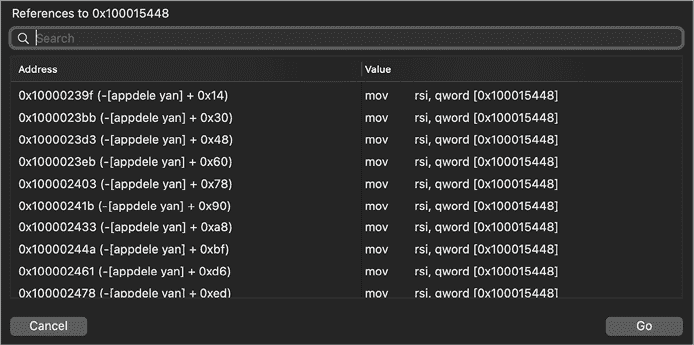 References to 0x100015448
Search
Address Value
0x10000239f (-[appdele yan] + 0x14) mov rsi, qword [0x100015448]
0x1000023bb (-[appdele yan] + 0x30) mov rsi, qword [0x100015448]
0x1000023d3 (-[appdele yan] + 0x48) mov rsi, qword [0x100015448]
0x1000023eb (-[appdele yan] + 0x60) mov rsi, qword [0x100015448]
0x100002403 (-[appdele yan] + 0x78) mov rsi, qword [0x100015448]
0x10000241b (-[appdele yan] + 0x90) mov rsi, qword [0x100015448]
0x100002433 (-[appdele yan] + 0xa8) mov rsi, qword [0x100015448]
0x10000244a (-[appdele yan] + 0xbf) mov rsi, qword [0x100015448]
0x100002461 (-[appdele yan] + 0xd6) mov rsi, qword [0x100015448]
0x100002478 (-[appdele yan] + 0xed) mov rsi, qword [0x100015448]
Cancel Go